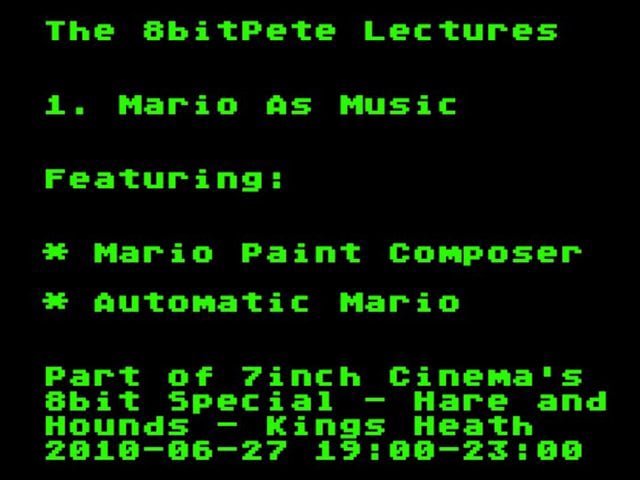 The 8bitPete Lectures
1. Mario As Music
Featuring:
* Mario Paint Composer
* Automatic Mario
Part of 7inch Cinema's
8bit Special - Hare and
Hounds - Kings Heath
2010-06-27 19:00-23:00